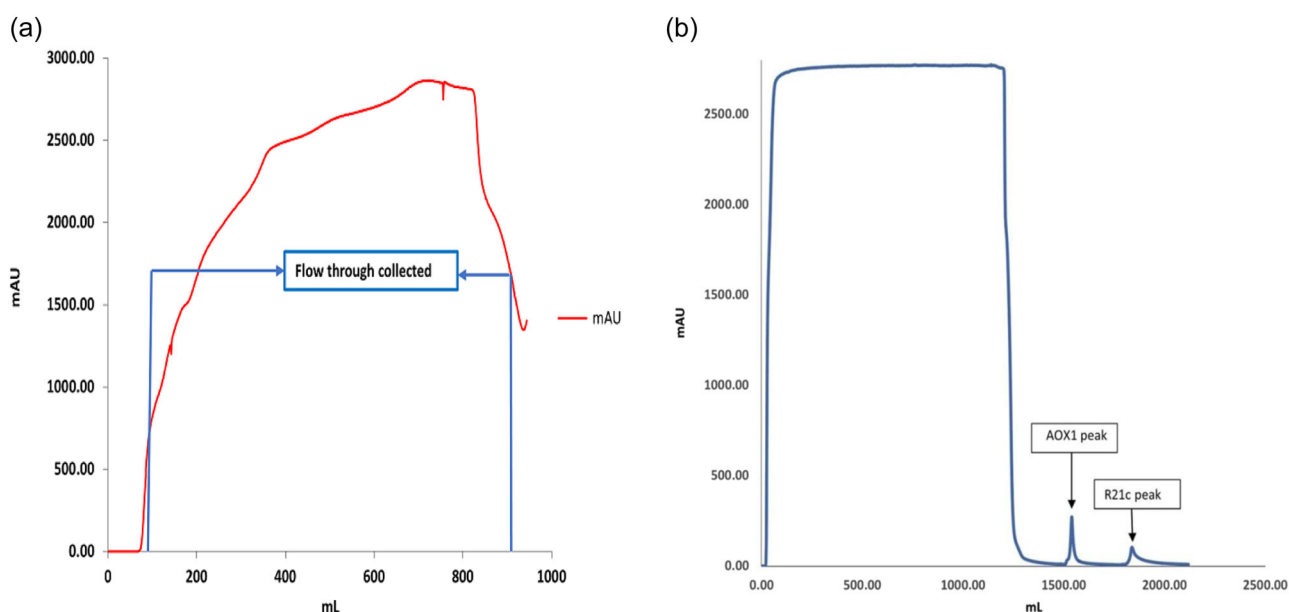 (a)
3000.00
2500.00
2000.00
1500.00
1000.00
500.00
0.00
mAU
0 200 400 600 800 1000
mL
Flow through collected
mAU
(b)
2500.00
2000.00
1500.00
1000.00
500.00
0.00
mAU
0.00 500.00 1000.00 1500.00 2000.00 2500.00
mL
AOX1 peak
R21c peak